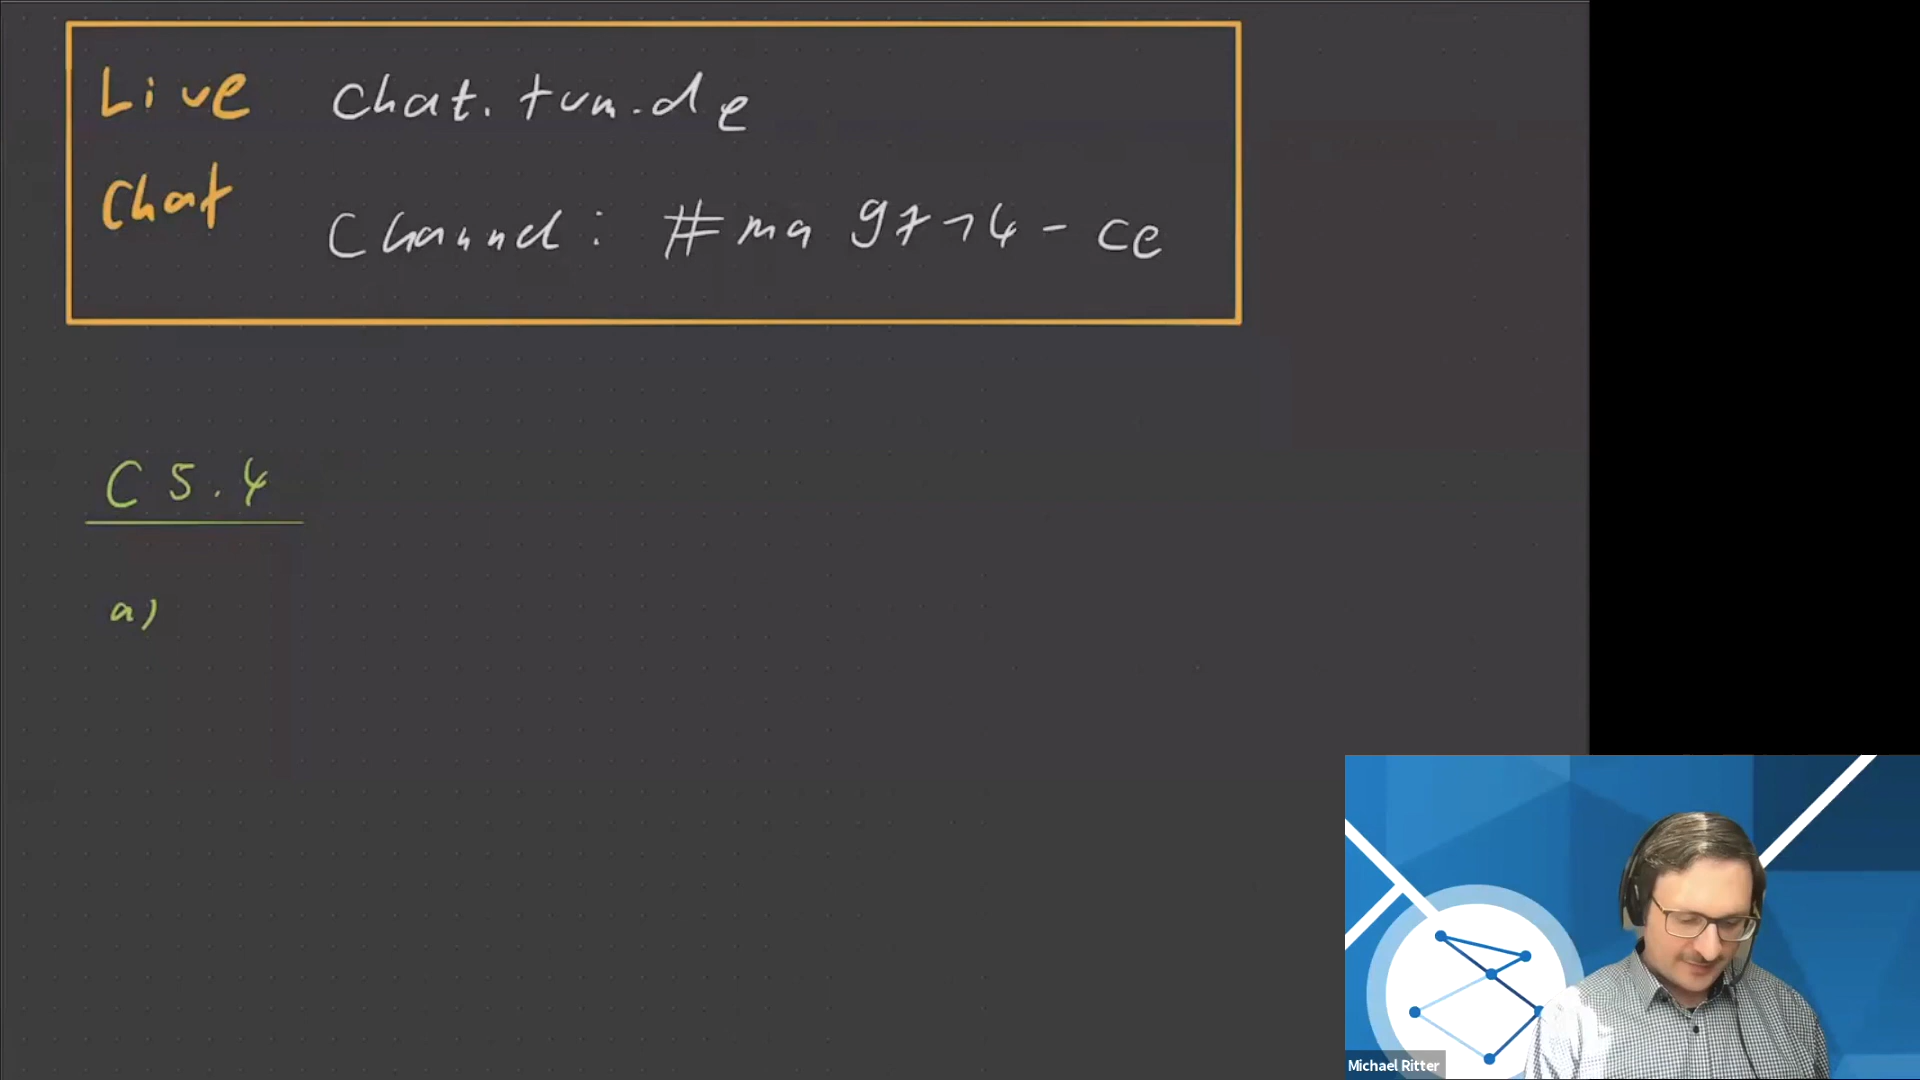 Live chat.tum.de
Chat
Channel: #ma9714-ce
C5.4
a)
Michael Ritter